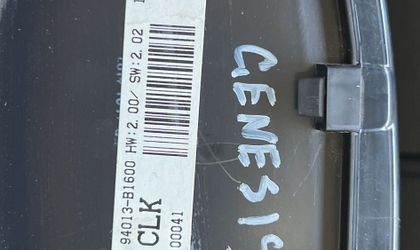 94013-B1600 HW:2.00/ SW:2.02
CLK
00041
GENESIS